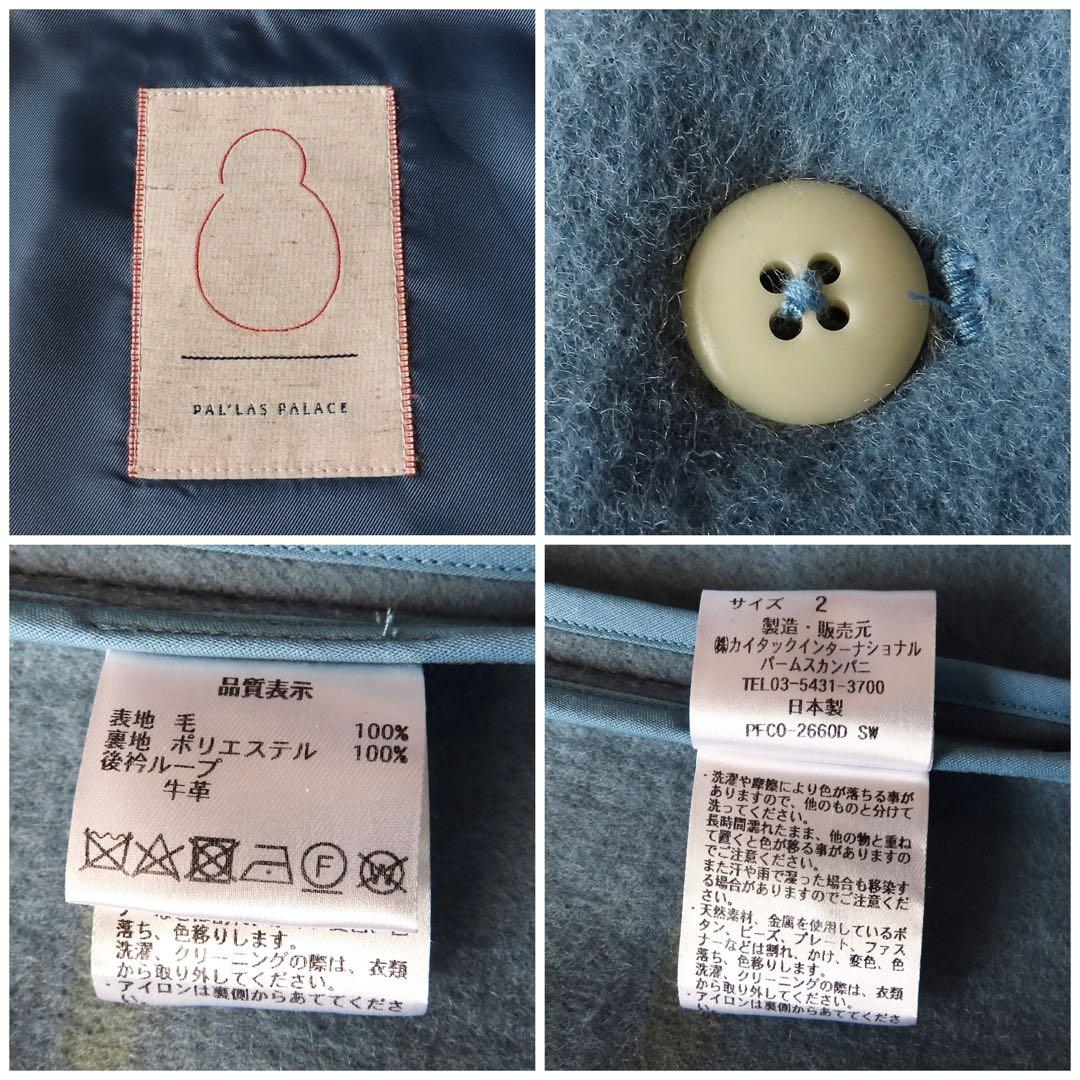 PAL'LAS PALACE
品質表示
表地 毛 100%
裏地 ポリエステル 100%
後衿ループ
牛革
F
W
落ち、色移りします。
洗濯、クリーニングの際は、衣類
から取り外してください。
・アイロンは裏側からあててくださ
い。
サイズ 2
製造・販売元
㈱カイタックインターナショナル
パームスカンパニ
TEL03-5431-3700
日本製
PFCO-2660D SW
・洗濯や摩擦により色が落ちる事が
ありますので、他のものと分けて
洗ってください。
長時間濡れたまま、他の物と重ね
て置くと色が移る事がありますの
でご注意ください。
また汗や雨で湿った場合も移染す
る場合がありますのでご注意くだ
さい。
・天然素材、金属を使用しているボ
タン、ビーズ、プレート、ファス
ナーなどは割れ、かけ、変色、色
落ち、色移りします。
洗濯、クリーニングの際は、衣類
から取り外してください。
・アイロンは裏側からあててくださ
い。